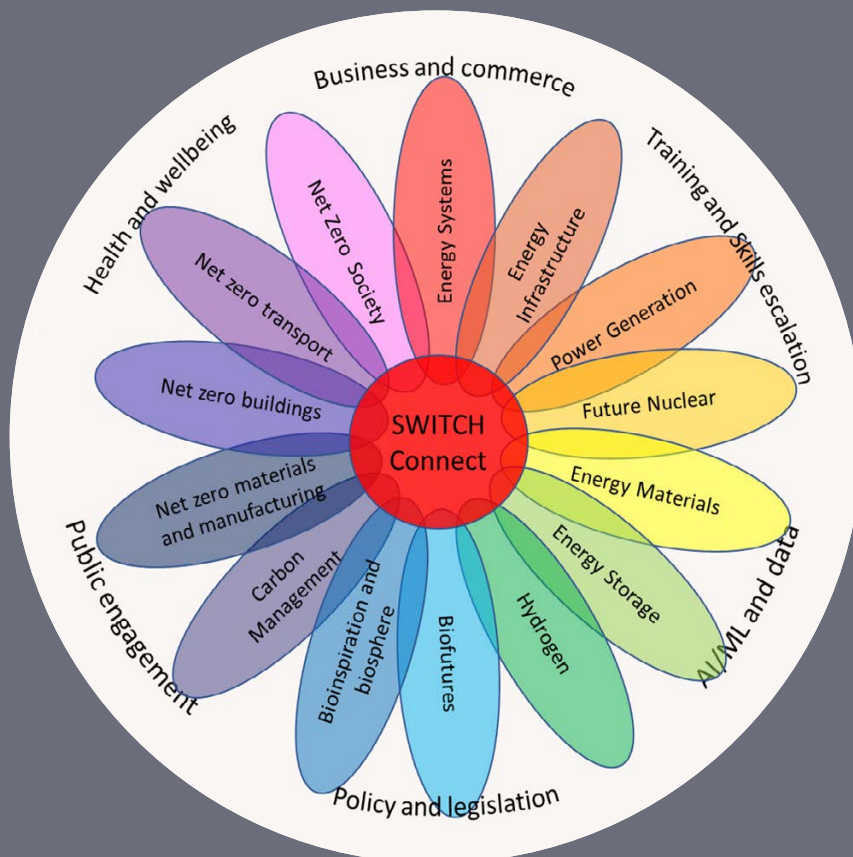 Business and commerce
Training and Skills escalation
AI/ML and data
Policy and legislation
Public engagement
Health and wellbeing
Energy Systems
Energy
Infrastructure
Power Generation
Future Nuclear
Energy Materials
Energy Storage
Hydrogen
Biofutures
Bioinspiration and
biosphere
Carbon
Management
Net zero materials
and manufacturing
Net zero buildings
Net zero transport
Net Zero Society
SWITCH
Connect